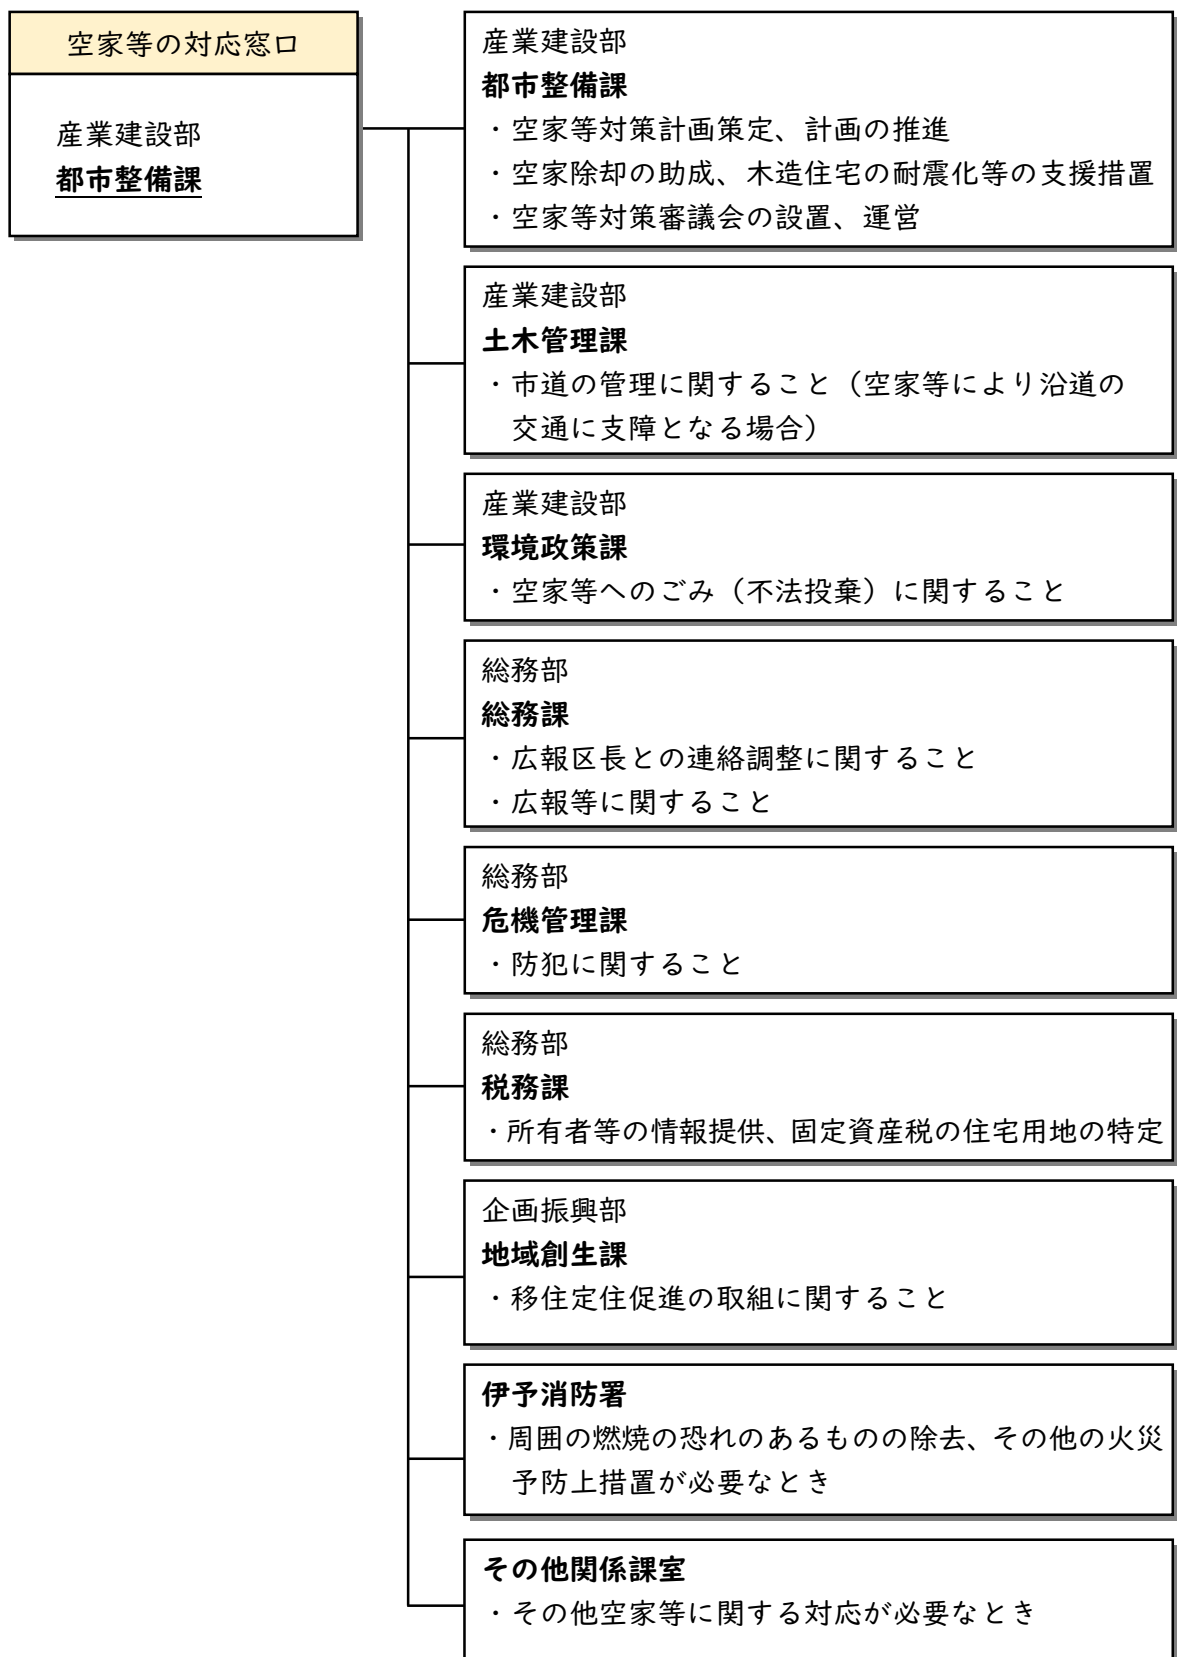 空家等の対応窓口
産業建設部
都市整備課
産業建設部
都市整備課
・空家等対策計画策定、計画の推進
・空家除却の助成、木造住宅の耐震化等の支援措置
・空家等対策審議会の設置、運営
産業建設部
土木管理課
・市道の管理に関すること（空家等により沿道の
交通に支障となる場合）
産業建設部
環境政策課
・空家等へのごみ（不法投棄）に関すること
総務部
総務課
・広報区長との連絡調整に関すること
・広報等に関すること
総務部
危機管理課
・防犯に関すること
総務部
税務課
・所有者等の情報提供、固定資産税の住宅用地の特定
企画振興部
地域創生課
・移住定住促進の取組に関すること
伊予消防署
・周囲の燃焼の恐れのあるものの除去、その他の火災
予防上措置が必要なとき
その他関係課室
・その他空家等に関する対応が必要なとき